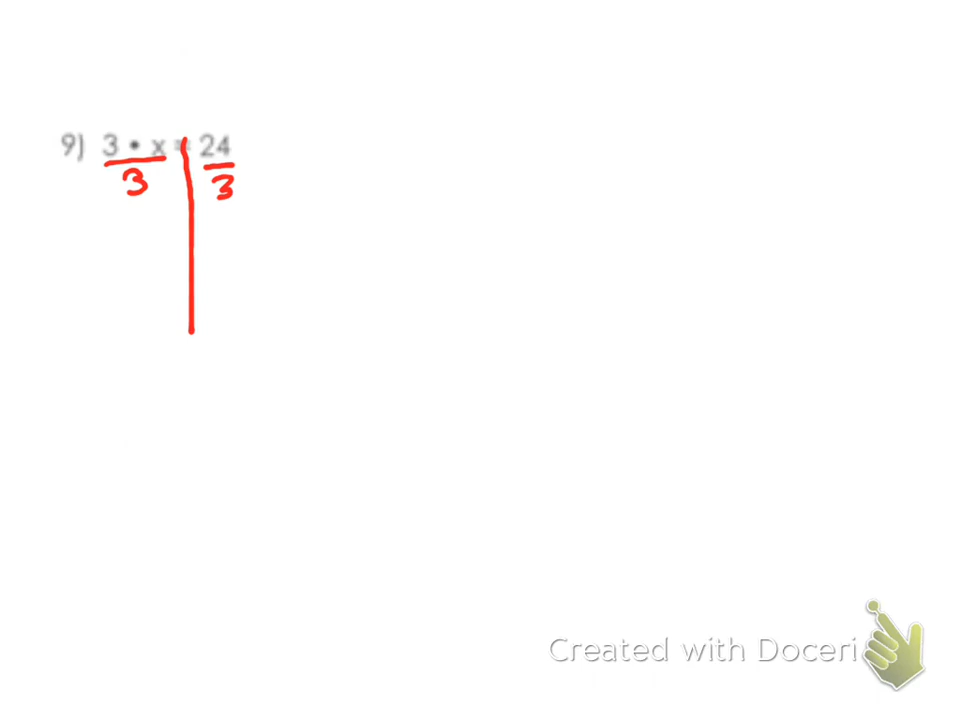 9) 3 • x = 24
3 3
Created with Doceri